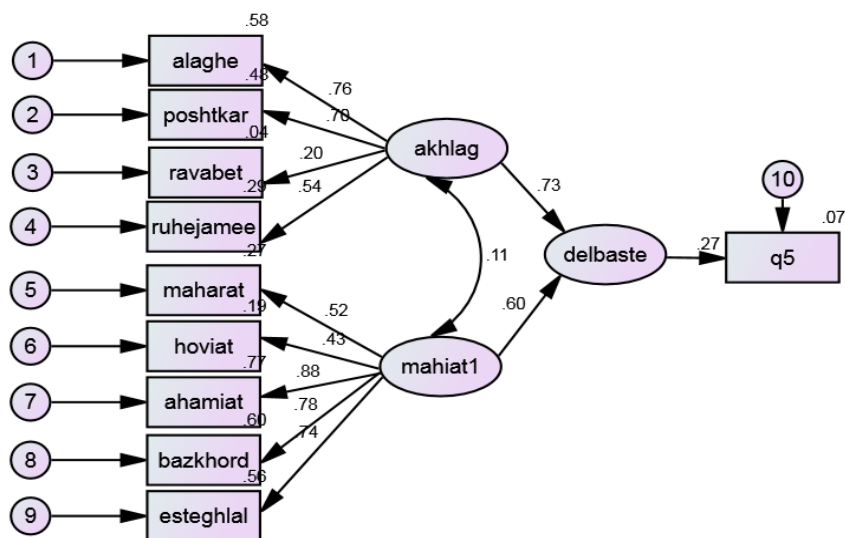 .58
1
alaghe
.48
.76
2
poshtkar
.70
.04
akhlag
3
ravabet
.20
.29
.54
.73
10
4
ruhejamee
.07
.27
.11
delbaste
.27
q5
5
maharat
.19
.52
.60
6
hoviat
.43
.77
mahiat1
7
ahamiat
.88
.60
.78
8
bazkhord
.74
.56
9
esteghlal